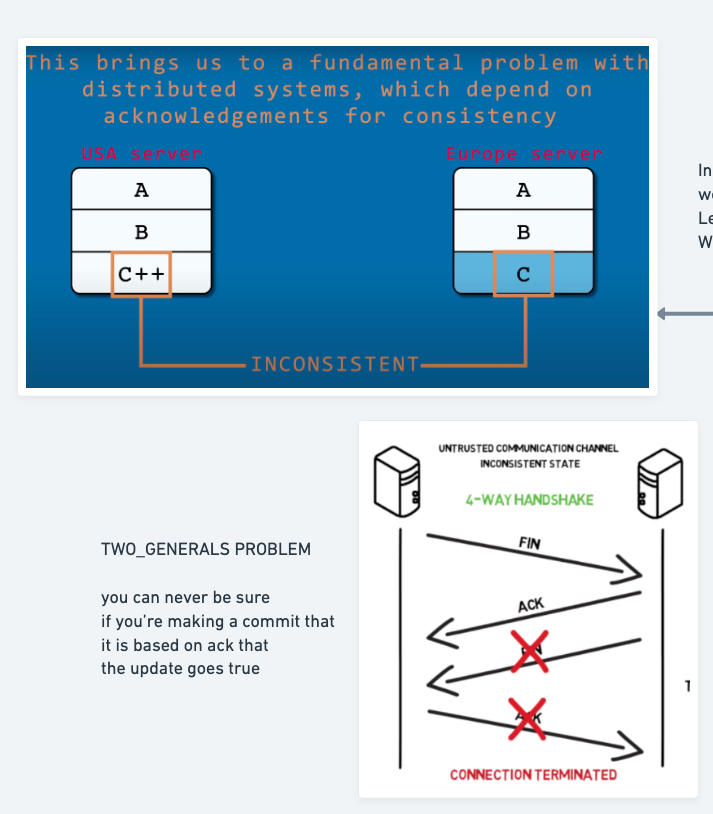 This brings us to a fundamental problem with
distributed systems, which depend on
acknowledgements for consistency
USA server
Europe server
A
B
C++
A
B
C
INCONSISTENT
In
Le
W
UNTRUSTED COMMUNICATION CHANNEL
INCONSISTENT STATE
4-WAY HANDSHAKE
FIN
ACK
ACK
CONNECTION TERMINATED
TWO_GENERALS PROBLEM
you can never be sure
if you're making a commit that
it is based on ack that
the update goes true